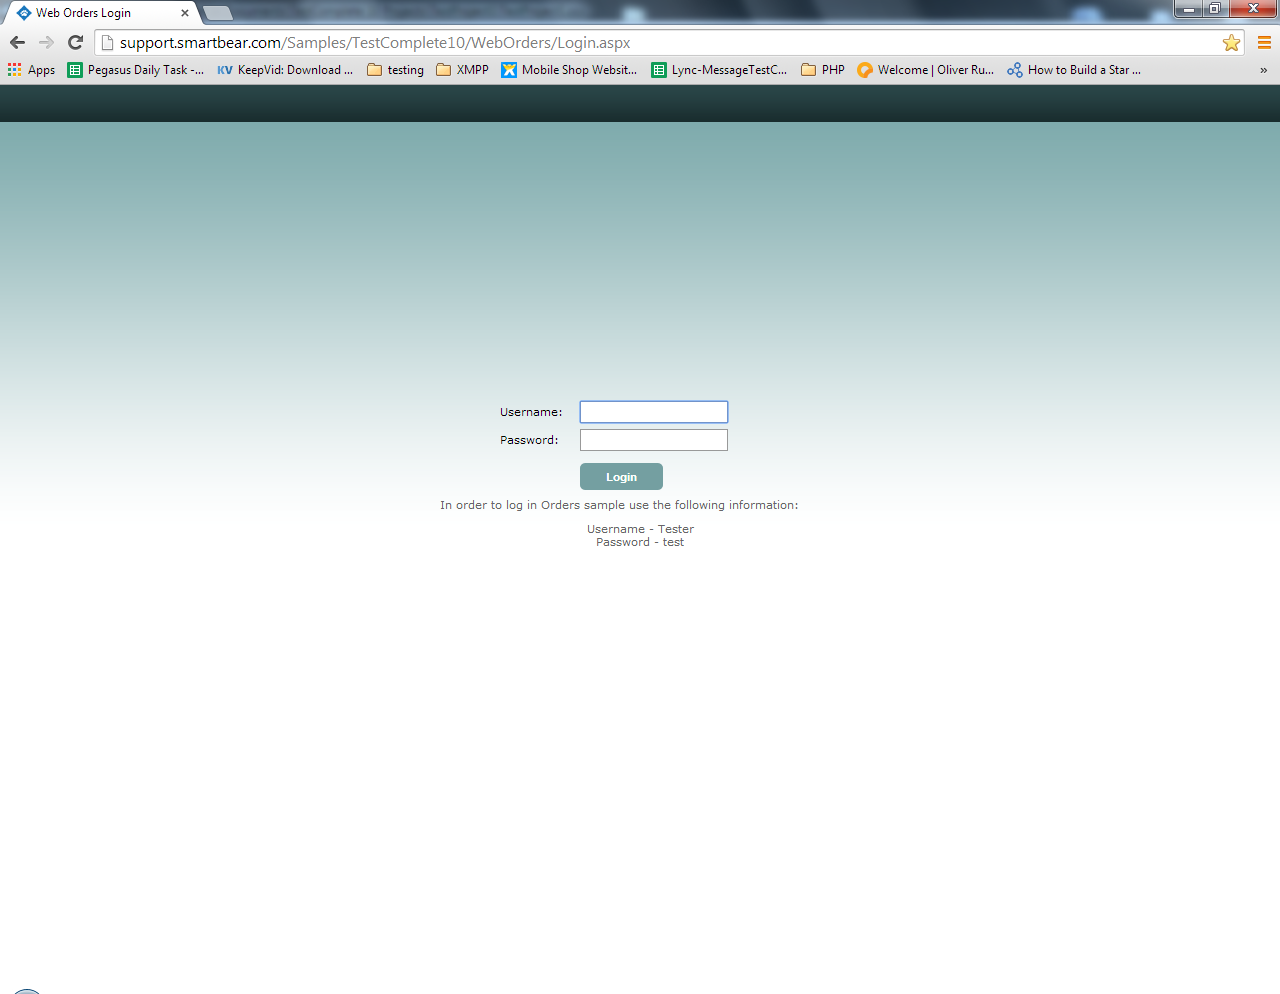 Web Orders Login
support.smartbear.com/Samples/TestComplete10/WebOrders/Login.aspx
Apps Pegasus Daily Task -... KV KeepVid: Download ... testing XMPP Mobile Shop Websit... Lync-MessageTestC... PHP Welcome | Oliver Ru... How to Build a Star ... »
Username:
Password:
Login
In order to log in Orders sample use the following information:
Username - Tester
Password - test